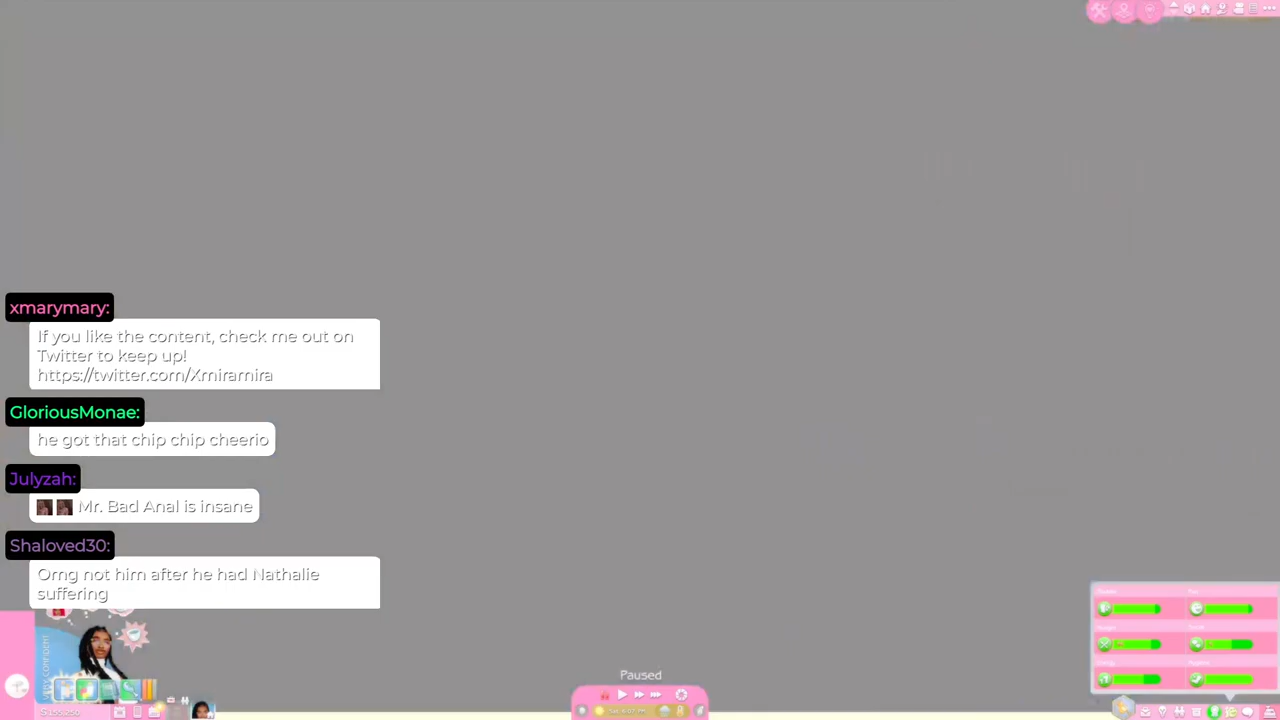 xmarymary:
If you like the content, check me out on
Twitter to keep up!
https://twitter.com/Xmiramira
GloriousMonae:
he got that chip chip cheerio
Julyzah:
Mr. Bad Anal is insane
Shaloved30:
Omg not him after he had Nathalie
suffering
Paused